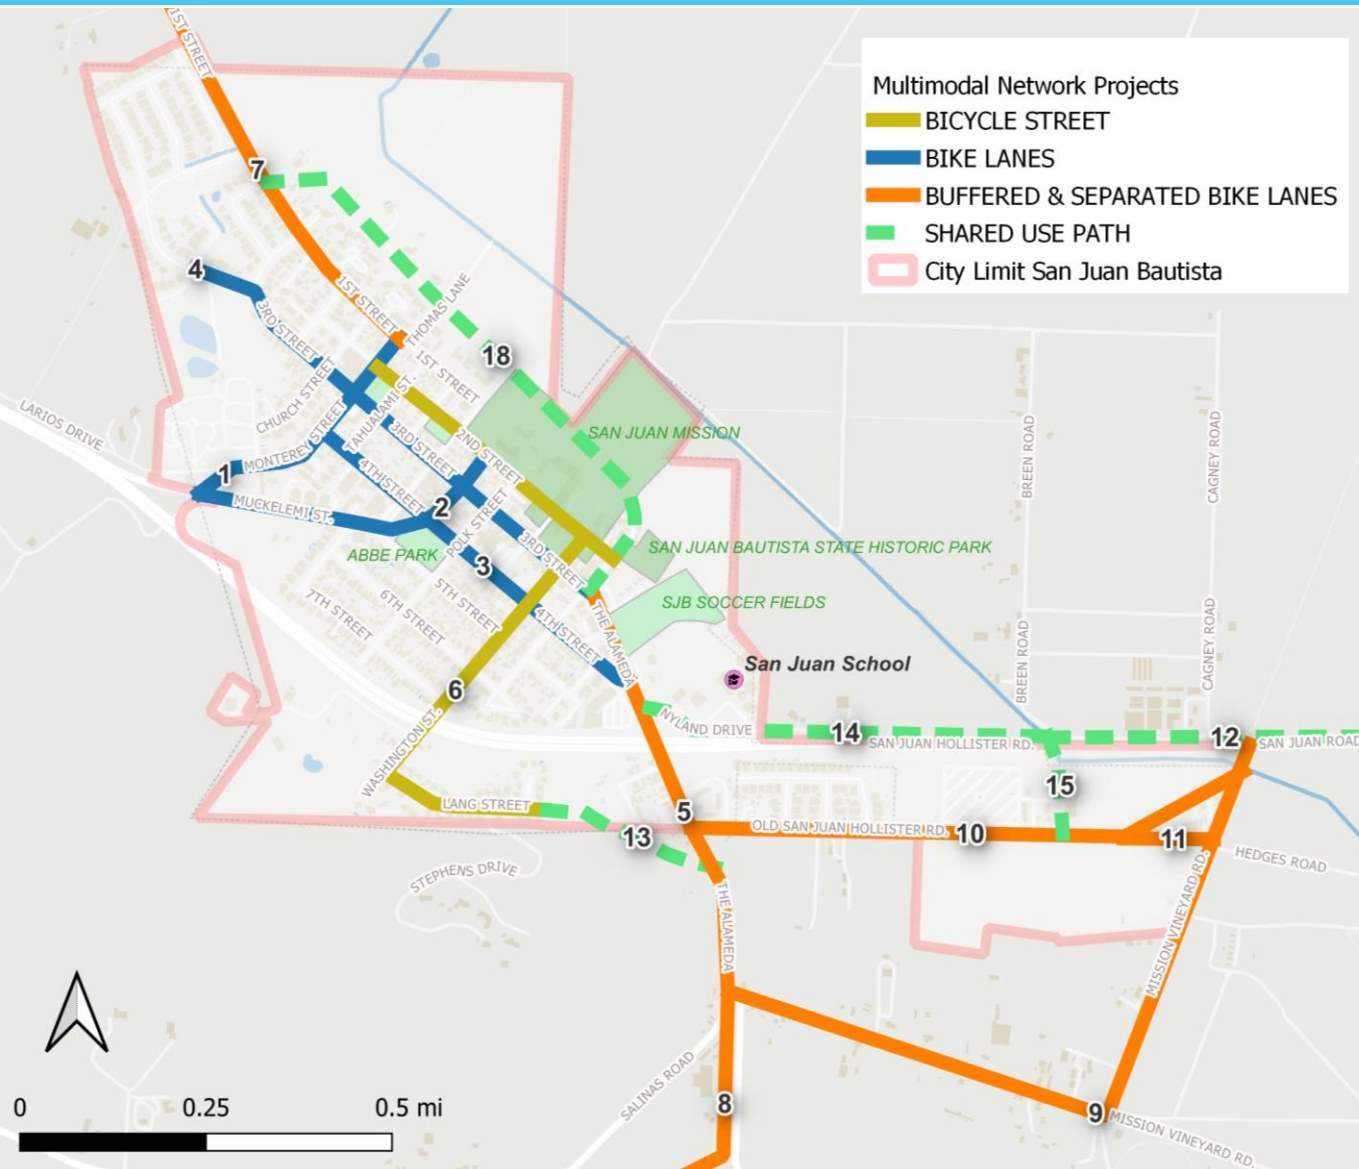 1ST STREET
Multimodal Network Projects
BICYCLE STREET
BIKE LANES
BUFFERED & SEPARATED BIKE LANES
SHARED USE PATH
City Limit San Juan Bautista
7
4
3RD STREET
1ST STREET
THOMAS LANE
18
1ST STREET
CHURCH STREET
TAHUALAMI ST.
LARIOS DRIVE
MONTEREY STREET
3RD STREET
2ND STREET
SAN JUAN MISSION
BREEN ROAD
CAGNEY ROAD
1
4TH STREET
MUCKELEMI ST.
2
POLK STREET
3RD STREET
ABBE PARK
3
SAN JUAN BAUTISTA STATE HISTORIC PARK
7TH STREET
6TH STREET
5TH STREET
4TH STREET
THE ALAMEDA
SJB SOCCER FIELDS
BREEN ROAD
CAGNEY ROAD
San Juan School
6
WASHINGTON ST.
NYLAND DRIVE
14
SAN JUAN HOLLISTER RD.
12
SAN JUAN ROAD
15
LANG STREET
5
13
OLD SAN JUAN HOLLISTER RD.
10
11
HEDGES ROAD
STEPHENS DRIVE
THE ALAMEDA
MISSION VINEYARD RD.
SALINAS ROAD
8
9
MISSION VINEYARD RD.
0
0.25
0.5 mi